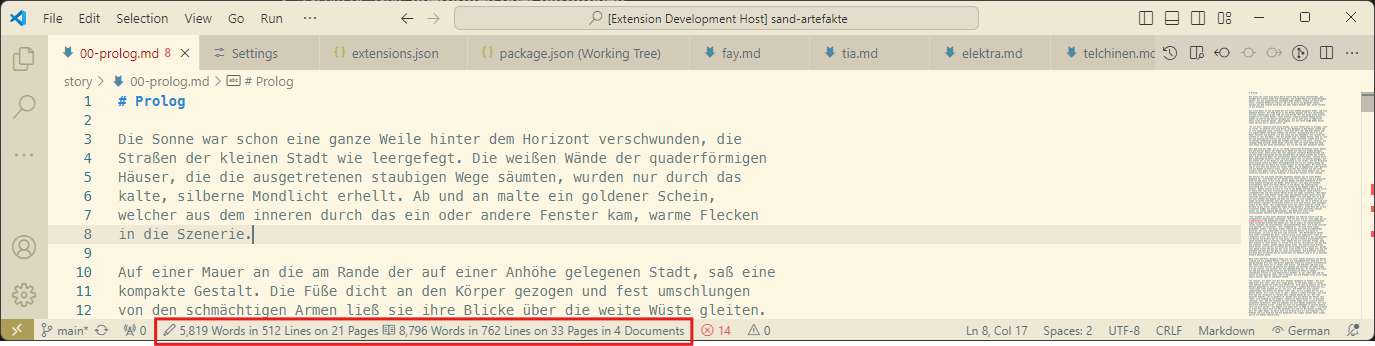 File Edit Selection View Go Run ··· [Extension Development Host] sand-artefakte
00-prolog.md 8 Settings extensions.json package.json (Working Tree) fay.md tia.md elektra.md telchinen.md
story > 00-prolog.md > # Prolog
1 # Prolog
2
3 Die Sonne war schon eine ganze Weile hinter dem Horizont verschwunden, die
4 Straßen der kleinen Stadt wie leergefegt. Die weißen Wände der quaderförmigen
5 Häuser, die die ausgetretenen staubigen Wege säumten, wurden nur durch das
6 kalte, silberne Mondlicht erhellt. Ab und an malte ein goldener Schein,
7 welcher aus dem inneren durch das ein oder andere Fenster kam, warme Flecken
8 in die Szenerie.
9
10 Auf einer Mauer an die am Rande der auf einer Anhöhe gelegenen Stadt, saß eine
11 kompakte Gestalt. Die Füße dicht an den Körper gezogen und fest umschlungen
12 von den schmächtigen Armen ließ sie ihre Blicke über die weite Wüste gleiten.
main* 0 5,819 Words in 512 Lines on 21 Pages 8,796 Words in 762 Lines on 33 Pages in 4 Documents 14 0 Ln 8, Col 17 Spaces: 2 UTF-8 CRLF Markdown German